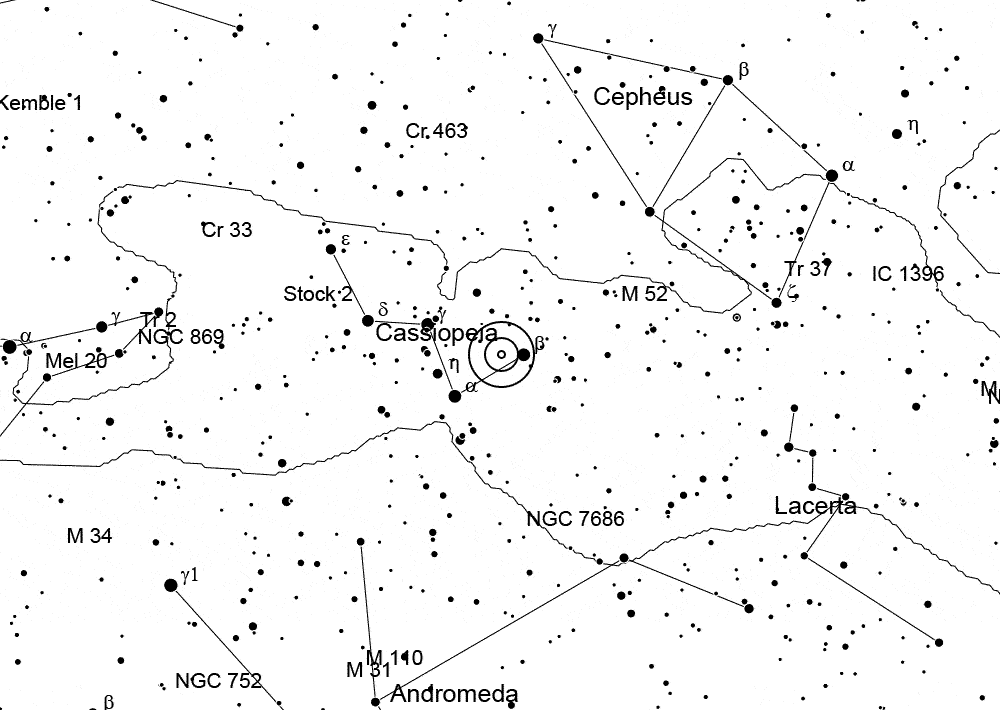 γ
β
Cepheus
Kemble 1
η
Cr 463
α
Cr 33
ε
Tr 37
IC 1396
Stock 2
M 52
ζ
δ
γ
γ
Tr 2
Cassiopeia
α
NGC 869
β
Mel 20
η
α
M
N
Lacerta
NGC 7686
M 34
γ1
M 110
M 31
NGC 752
Andromeda
β